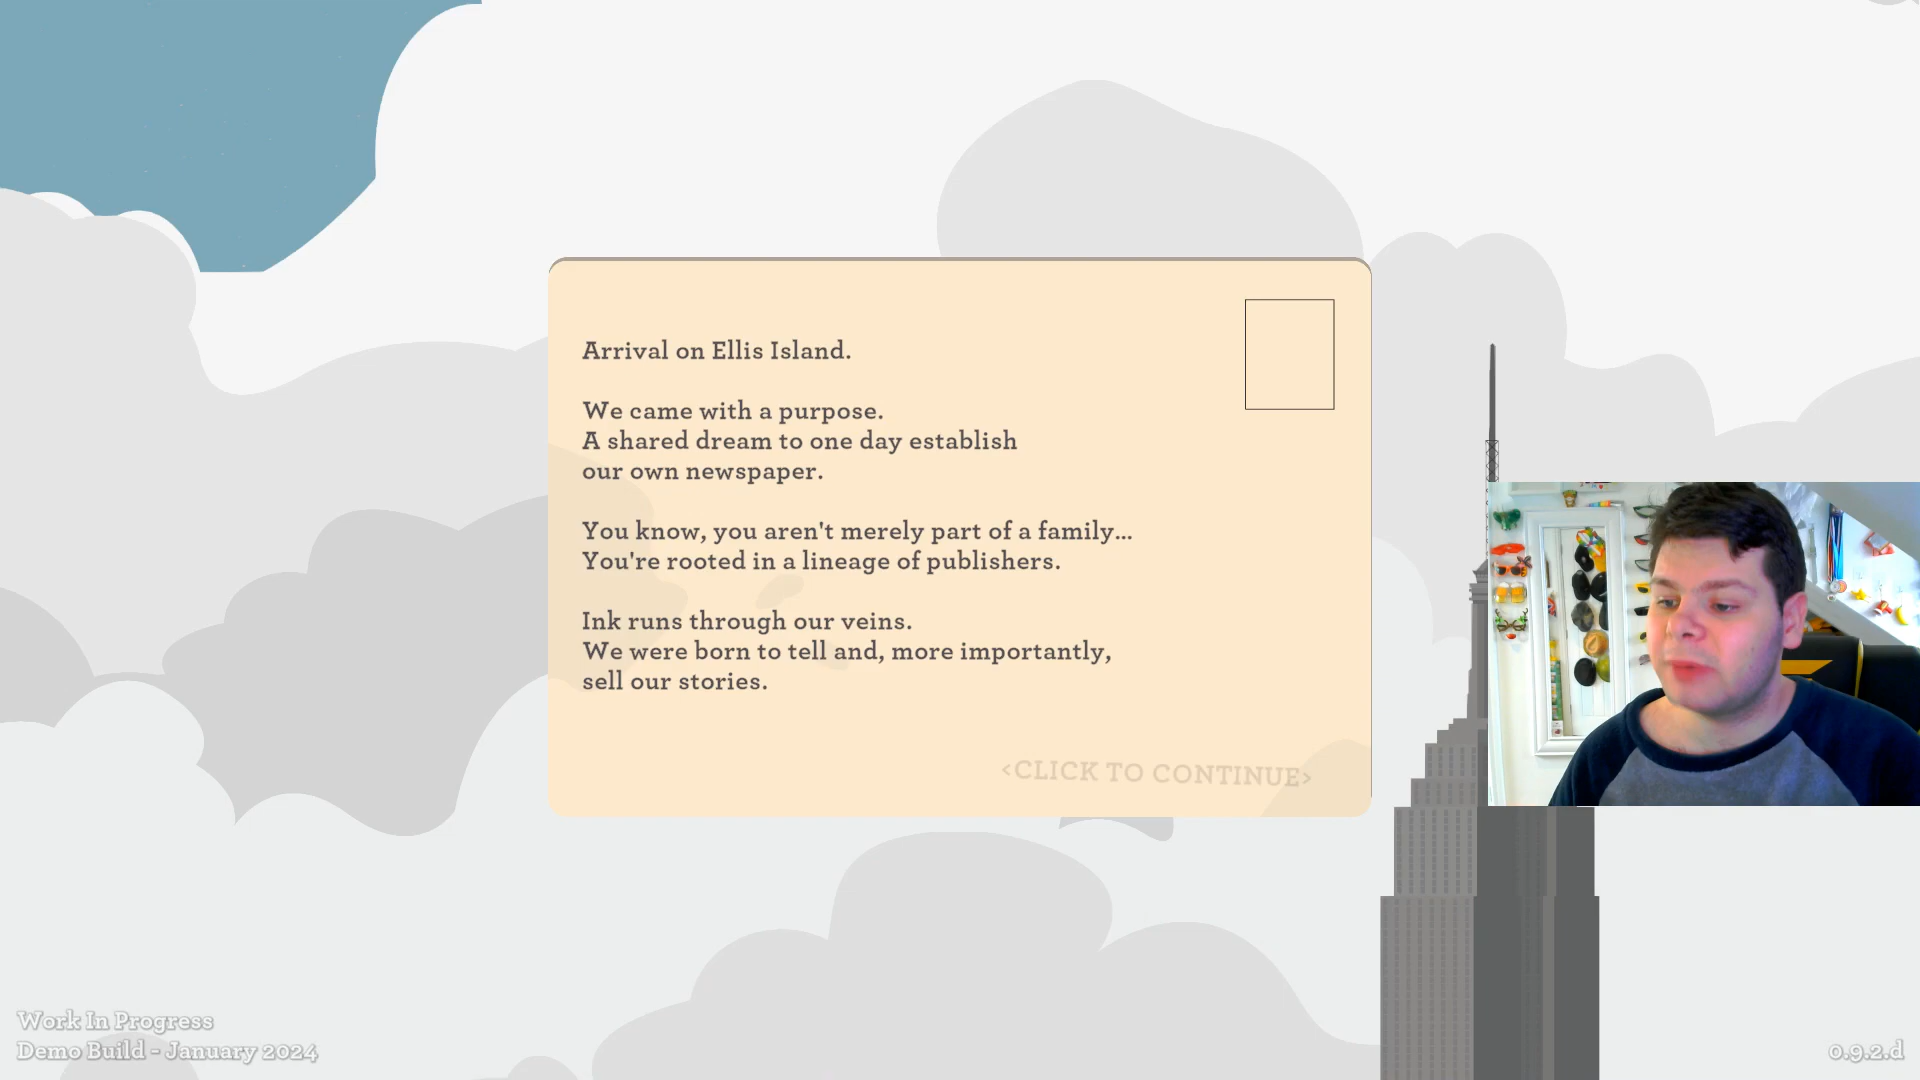 Arrival on Ellis Island.
We came with a purpose.
A shared dream to one day establish
our own newspaper.
You know, you aren't merely part of a family...
You're rooted in a lineage of publishers.
Ink runs through our veins.
We were born to tell and, more importantly,
sell our stories.
<CLICK TO CONTINUE>
Work In Progress
Demo Build - January 2024
0.9.2.d